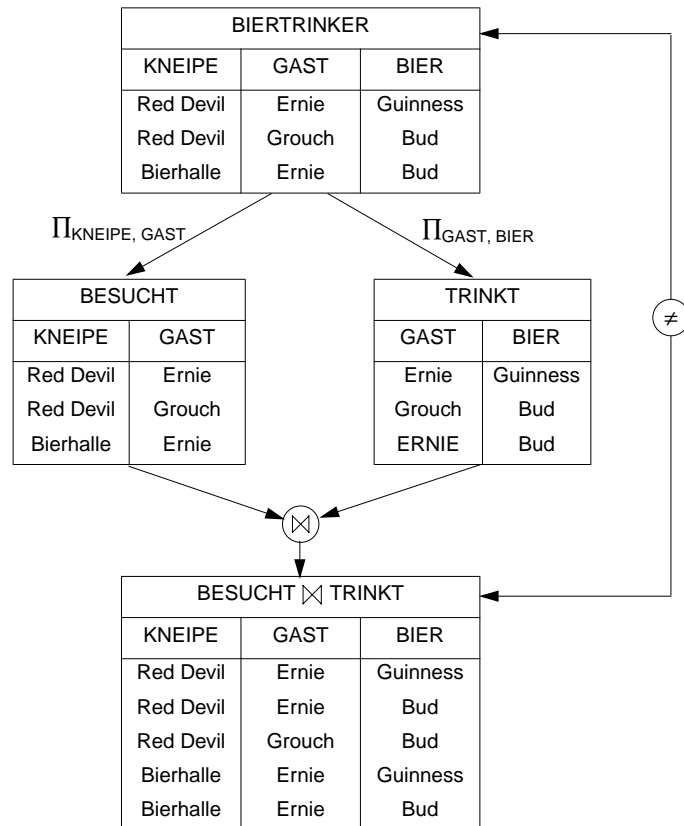 BIERTRINKER
KNEIPE GAST BIER
Red Devil Ernie Guinness
Red Devil Grouch Bud
Bierhalle Ernie Bud
ΠKNEIPE, GAST ΠGAST, BIER
BESUCHT TRINKT
KNEIPE GAST GAST BIER
≠
Red Devil Ernie Ernie Guinness
Red Devil Grouch Grouch Bud
Bierhalle Ernie ERNIE Bud
⋈
BESUCHT ⋈ TRINKT
KNEIPE GAST BIER
Red Devil Ernie Guinness
Red Devil Ernie Bud
Red Devil Grouch Bud
Bierhalle Ernie Guinness
Bierhalle Ernie Bud